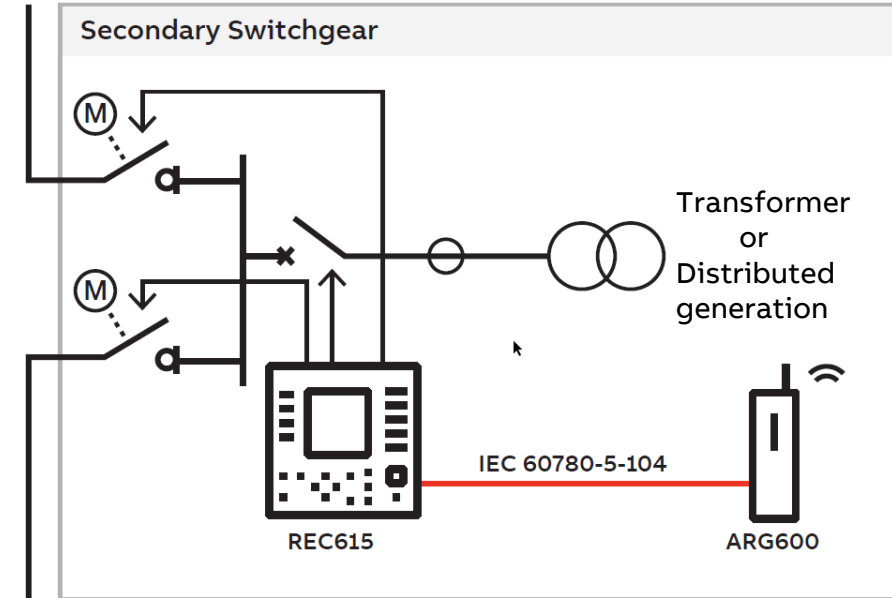 Secondary Switchgear
M
Transformer
or
Distributed
generation
M
IEC 60780-5-104
REC615
ARG600